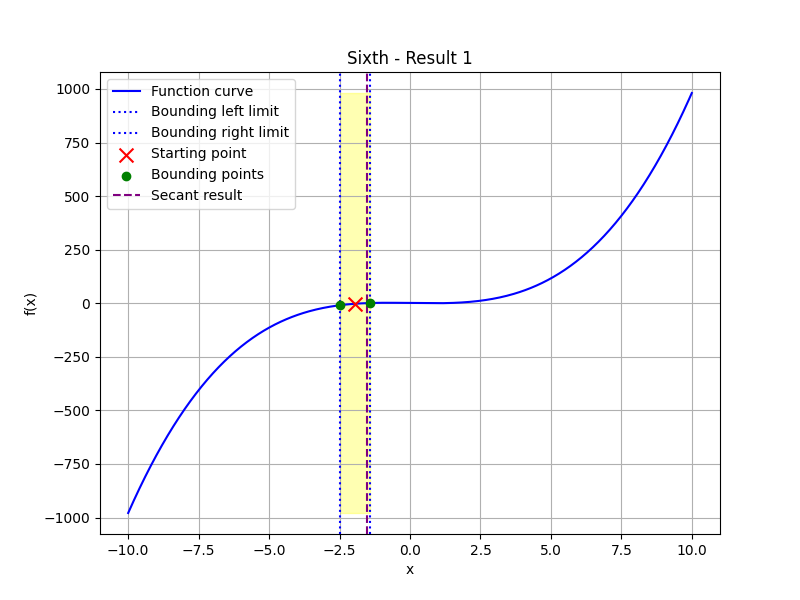 Sixth - Result 1
Function curve
Bounding left limit
Bounding right limit
Starting point
Bounding points
Secant result
1000
750
500
250
0
−250
−500
−750
−1000
f(x)
−10.0 −7.5 −5.0 −2.5 0.0 2.5 5.0 7.5 10.0
x